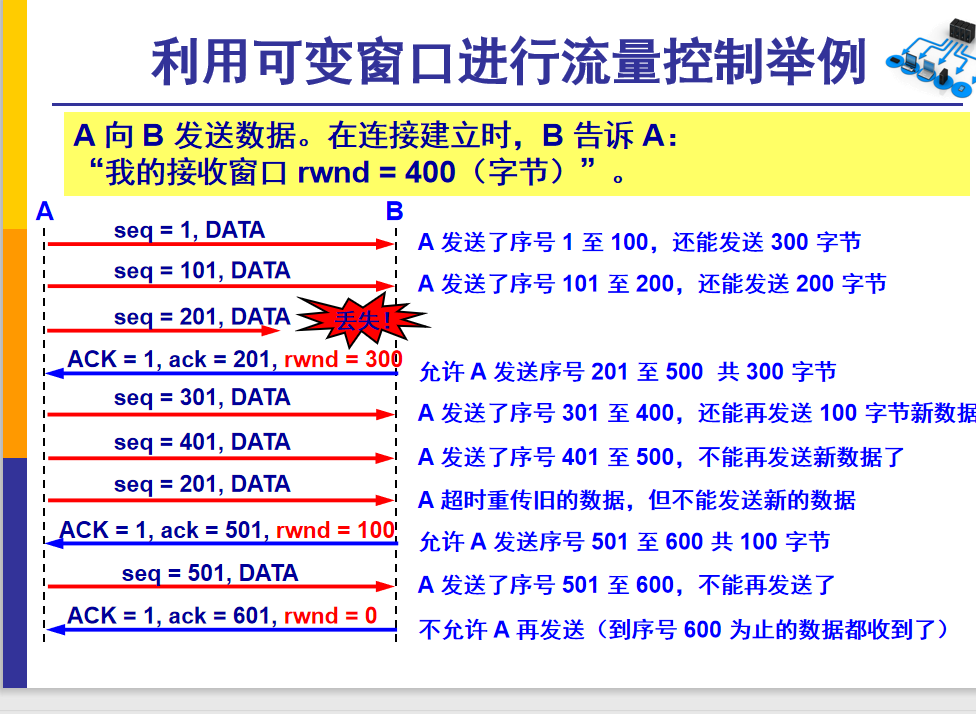 利用可变窗口进行流量控制举例
A 向 B 发送数据。在连接建立时，B 告诉 A：
“我的接收窗口 rwnd = 400（字节）”。
A
B
seq = 1, DATA
A 发送了序号 1 至 100，还能发送 300 字节
seq = 101, DATA
A 发送了序号 101 至 200，还能发送 200 字节
seq = 201, DATA
丢失！
ACK = 1, ack = 201, rwnd = 300
允许 A 发送序号 201 至 500 共 300 字节
seq = 301, DATA
A 发送了序号 301 至 400，还能再发送 100 字节新数据
seq = 401, DATA
A 发送了序号 401 至 500，不能再发送新数据了
seq = 201, DATA
A 超时重传旧的数据，但不能发送新的数据
ACK = 1, ack = 501, rwnd = 100
允许 A 发送序号 501 至 600 共 100 字节
seq = 501, DATA
A 发送了序号 501 至 600，不能再发送了
ACK = 1, ack = 601, rwnd = 0
不允许 A 再发送（到序号 600 为止的数据都收到了）